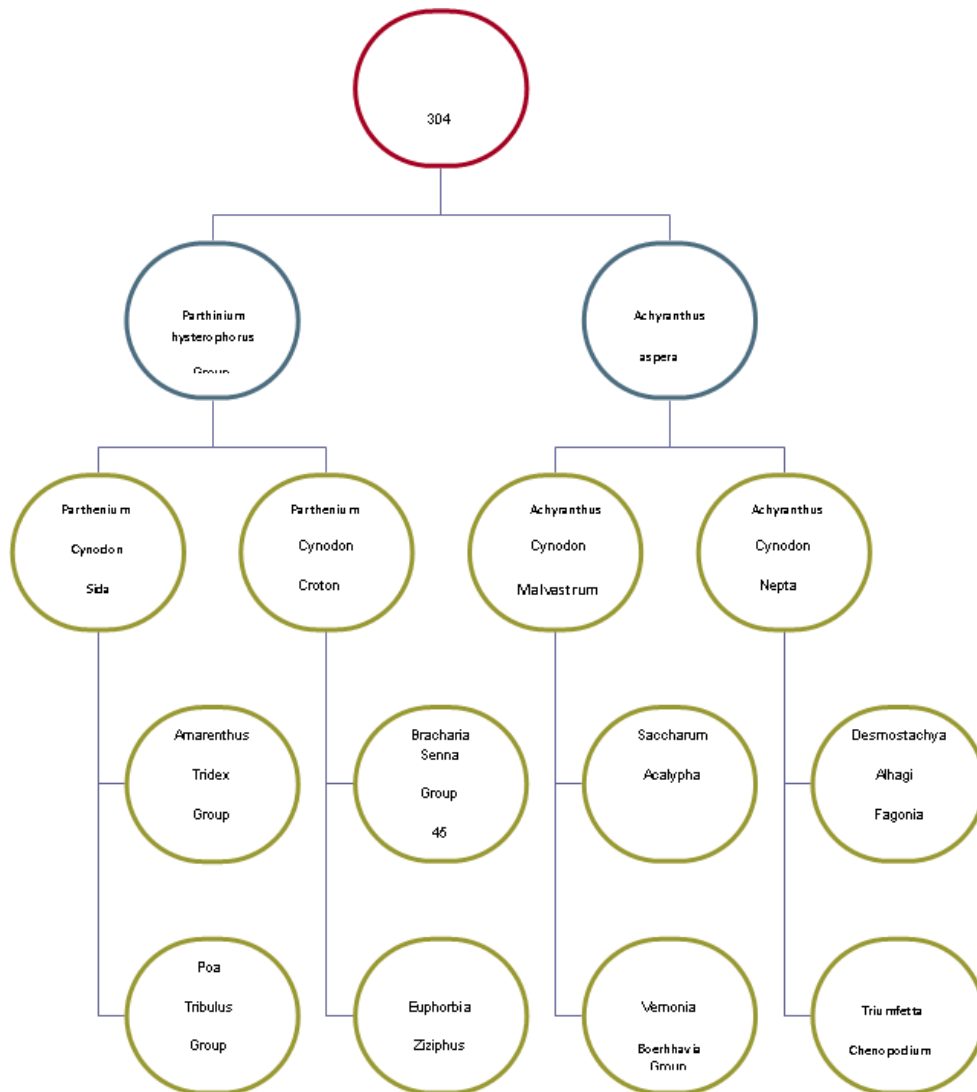 304
Parthinium
hysterophorus
Group
Achyranthus
aspera
Parthenium
Cynodon
Sida
Parthenium
Cynodon
Croton
Achyranthus
Cynodon
Malvastrum
Achyranthus
Cynodon
Nepta
Amarenthus
Tridex
Group
Bracharia
Senna
Group
45
Saccharum
Acalypha
Desmostachya
Alhagi
Fagonia
Poa
Tribulus
Group
Euphorbia
Ziziphus
Vernonia
Boerhhavia
Group
Triumfetta
Chenopodium